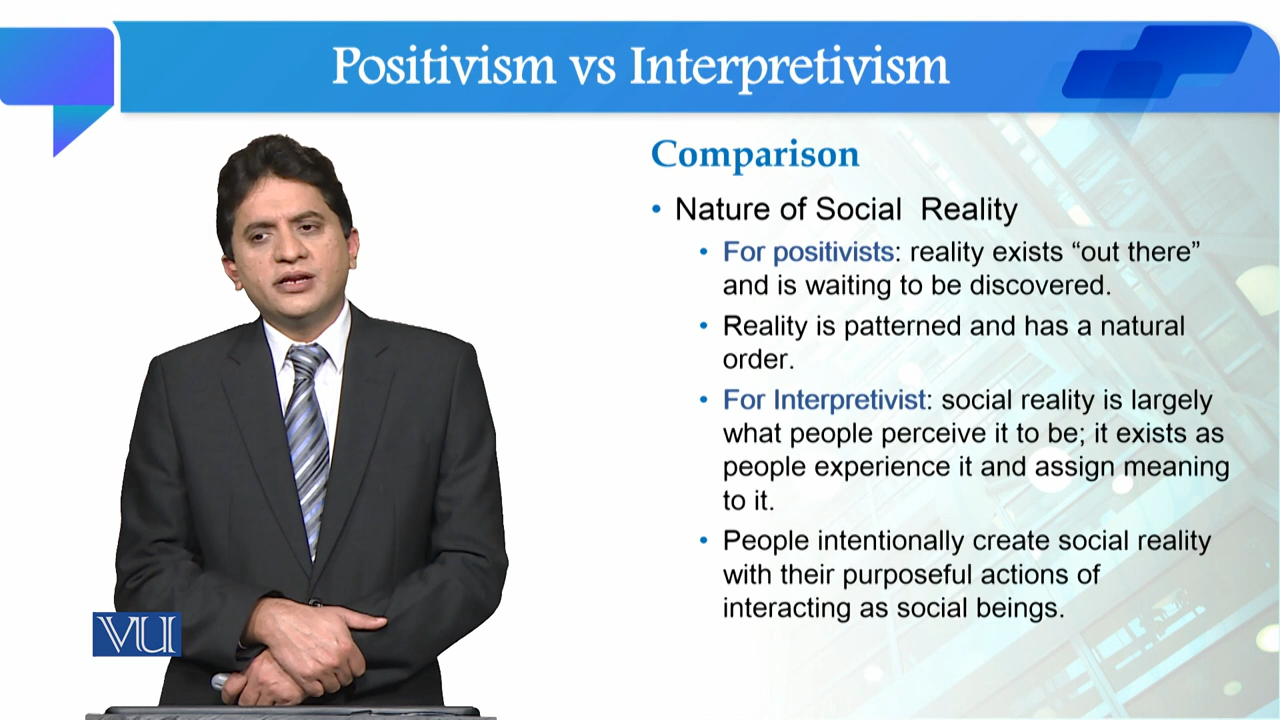 Positivism vs Interpretivism
Comparison
• Nature of Social  Reality
• For positivists: reality exists “out there”
and is waiting to be discovered.
• Reality is patterned and has a natural
order.
• For Interpretivist: social reality is largely
what people perceive it to be; it exists as
people experience it and assign meaning
to it.
• People intentionally create social reality
with their purposeful actions of
interacting as social beings.
VU